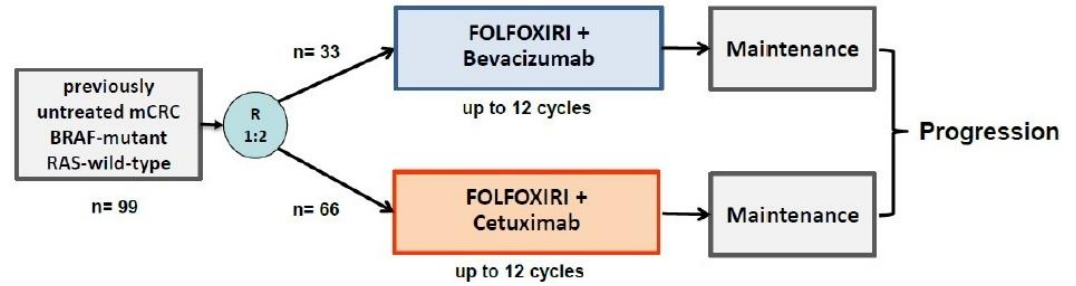 previously
untreated mCRC
BRAF-mutant
RAS-wild-type
n= 99
R
1:2
n= 33
FOLFOXIRI +
Bevacizumab
up to 12 cycles
Maintenance
n= 66
FOLFOXIRI +
Cetuximab
up to 12 cycles
Maintenance
Progression